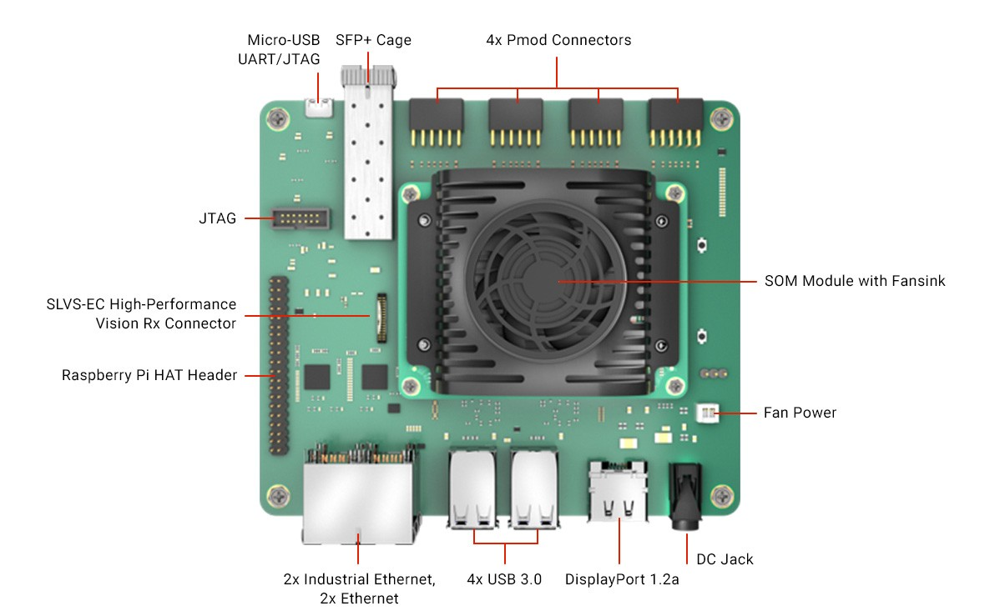 Micro-USB
UART/JTAG
SFP+ Cage
4x Pmod Connectors
JTAG
SOM Module with Fansink
SLVS-EC High-Performance
Vision Rx Connector
Raspberry Pi HAT Header
Fan Power
DC Jack
2x Industrial Ethernet,
2x Ethernet
4x USB 3.0
DisplayPort 1.2a